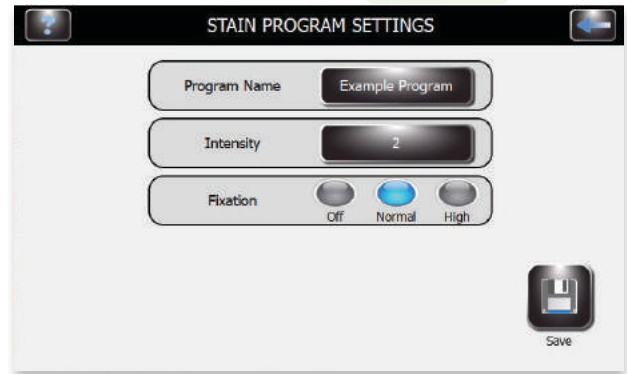 ?
STAIN PROGRAM SETTINGS
Program Name
Example Program
Intensity
2
Fixation
Off Normal High
Save